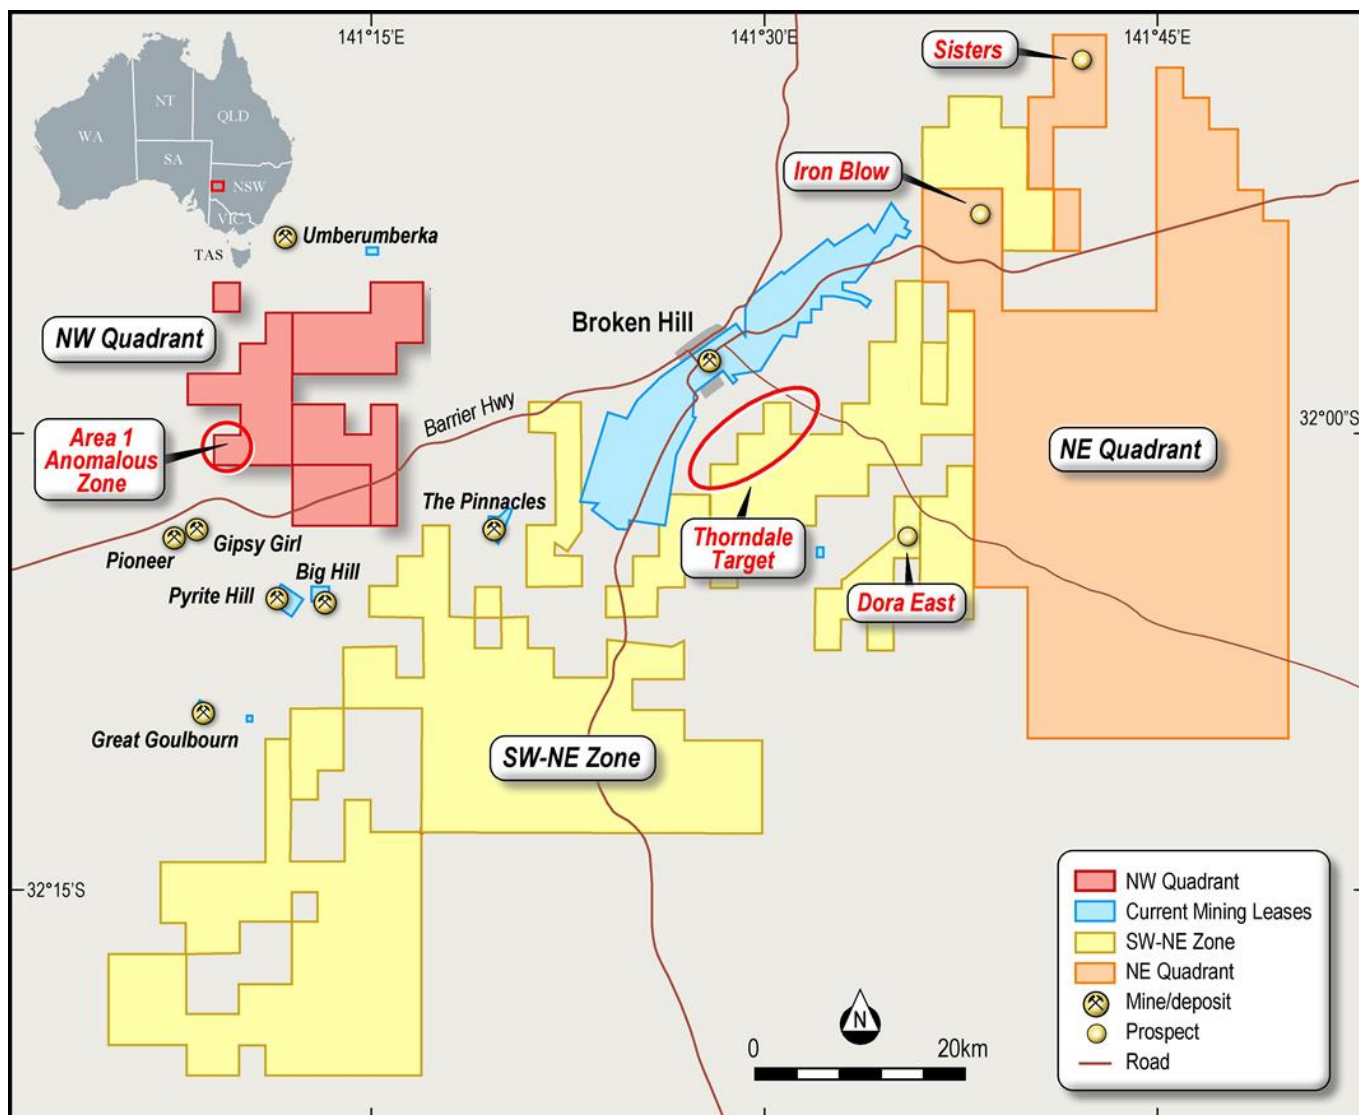 141°15'E
141°30'E
141°45'E
Sisters
NT
QLD
WA
SA
NSW
VIC
TAS
Iron Blow
Umberumberka
NW Quadrant
Broken Hill
Barrier Hwy
Area 1
Anomalous
Zone
32°00'S
NE Quadrant
The Pinnacles
Thorndale
Target
Gipsy Girl
Pioneer
Big Hill
Pyrite Hill
Dora East
Great Goulbourn
SW-NE Zone
32°15'S
NW Quadrant
Current Mining Leases
SW-NE Zone
NE Quadrant
Mine/deposit
Prospect
Road
N
0 20km